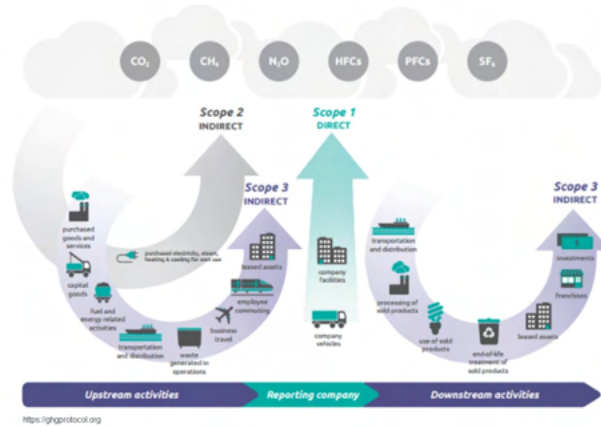 CO₂ CH₄ N₂O HFCs PFCs SF₆
Scope 2
INDIRECT
Scope 1
DIRECT
Scope 3
INDIRECT
Scope 3
INDIRECT
purchased
goods and
services
capital
goods
fuel and
energy related
activities
transportation
and distribution
waste
generated in
operations
business
travel
employee
commuting
leased assets
purchased electricity, steam,
heating & cooling for own use
company
facilities
company
vehicles
transportation
and distribution
processing of
sold products
use of sold
products
end-of-life
treatment of
sold products
leased assets
franchises
investments
Upstream activities
Reporting company
Downstream activities
https://ghgprotocol.org